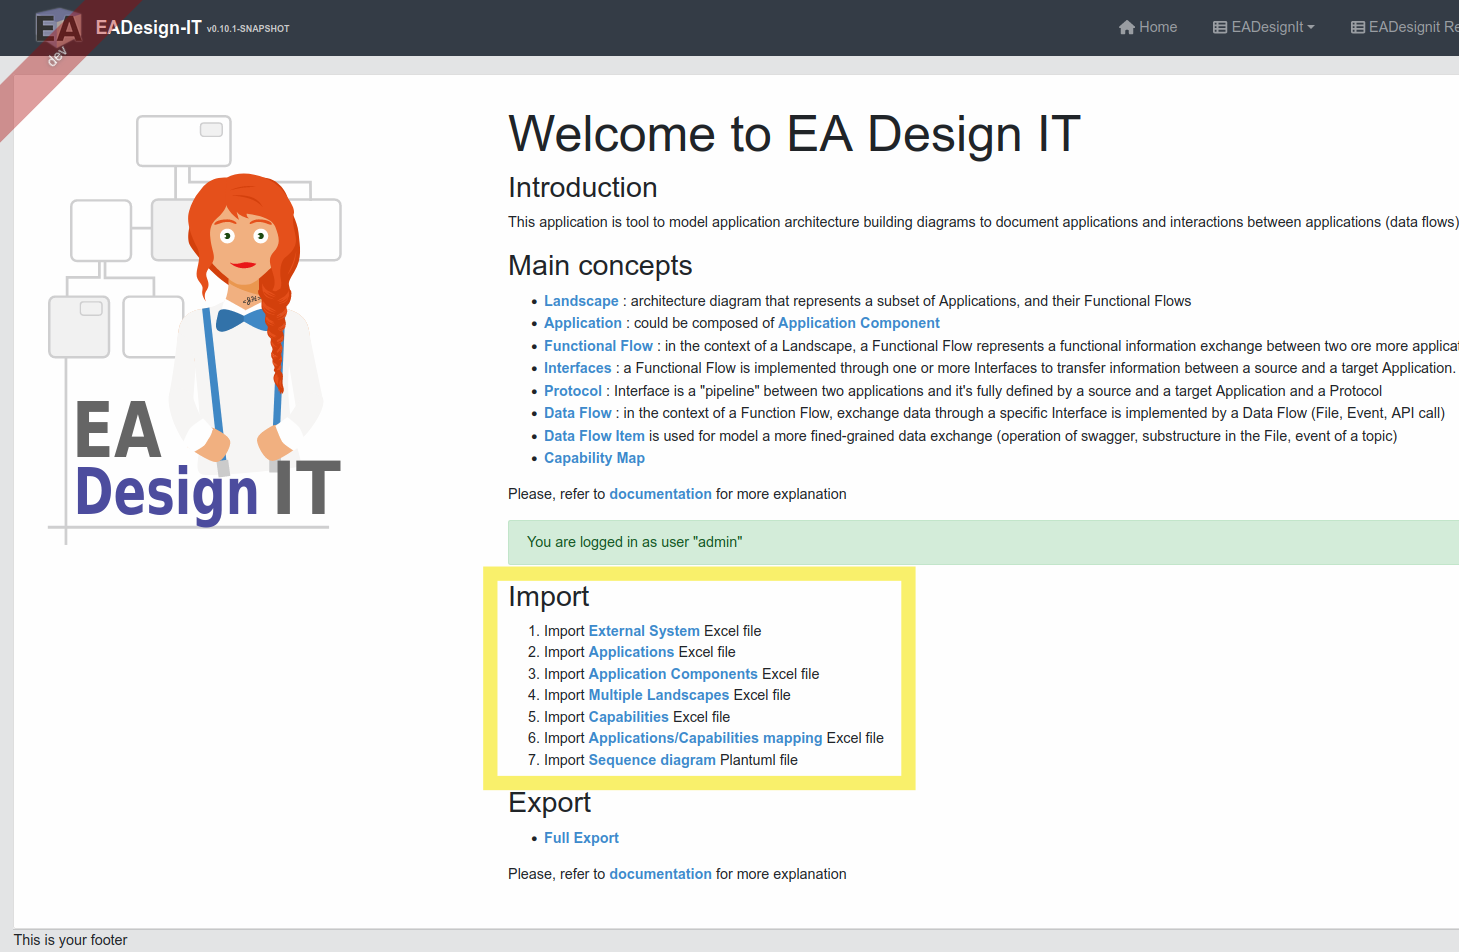 EA EADesign-IT v0.10.1-SNAPSHOT Home EADesignIt EADesignit Re
dev
Welcome to EA Design IT
Introduction
This application is tool to model application architecture building diagrams to document applications and interactions between applications (data flows)
Main concepts
• Landscape : architecture diagram that represents a subset of Applications, and their Functional Flows
• Application : could be composed of Application Component
• Functional Flow : in the context of a Landscape, a Functional Flow represents a functional information exchange between two ore more applica
• Interfaces : a Functional Flow is implemented through one or more Interfaces to transfer information between a source and a target Application.
• Protocol : Interface is a "pipeline" between two applications and it's fully defined by a source and a target Application and a Protocol
• Data Flow : in the context of a Function Flow, exchange data through a specific Interface is implemented by a Data Flow (File, Event, API call)
• Data Flow Item is used for model a more fined-grained data exchange (operation of swagger, substructure in the File, event of a topic)
• Capability Map
Please, refer to documentation for more explanation
You are logged in as user "admin"
Import
1. Import External System Excel file
2. Import Applications Excel file
3. Import Application Components Excel file
4. Import Multiple Landscapes Excel file
5. Import Capabilities Excel file
6. Import Applications/Capabilities mapping Excel file
7. Import Sequence diagram Plantuml file
Export
• Full Export
Please, refer to documentation for more explanation
EA
Design IT
This is your footer